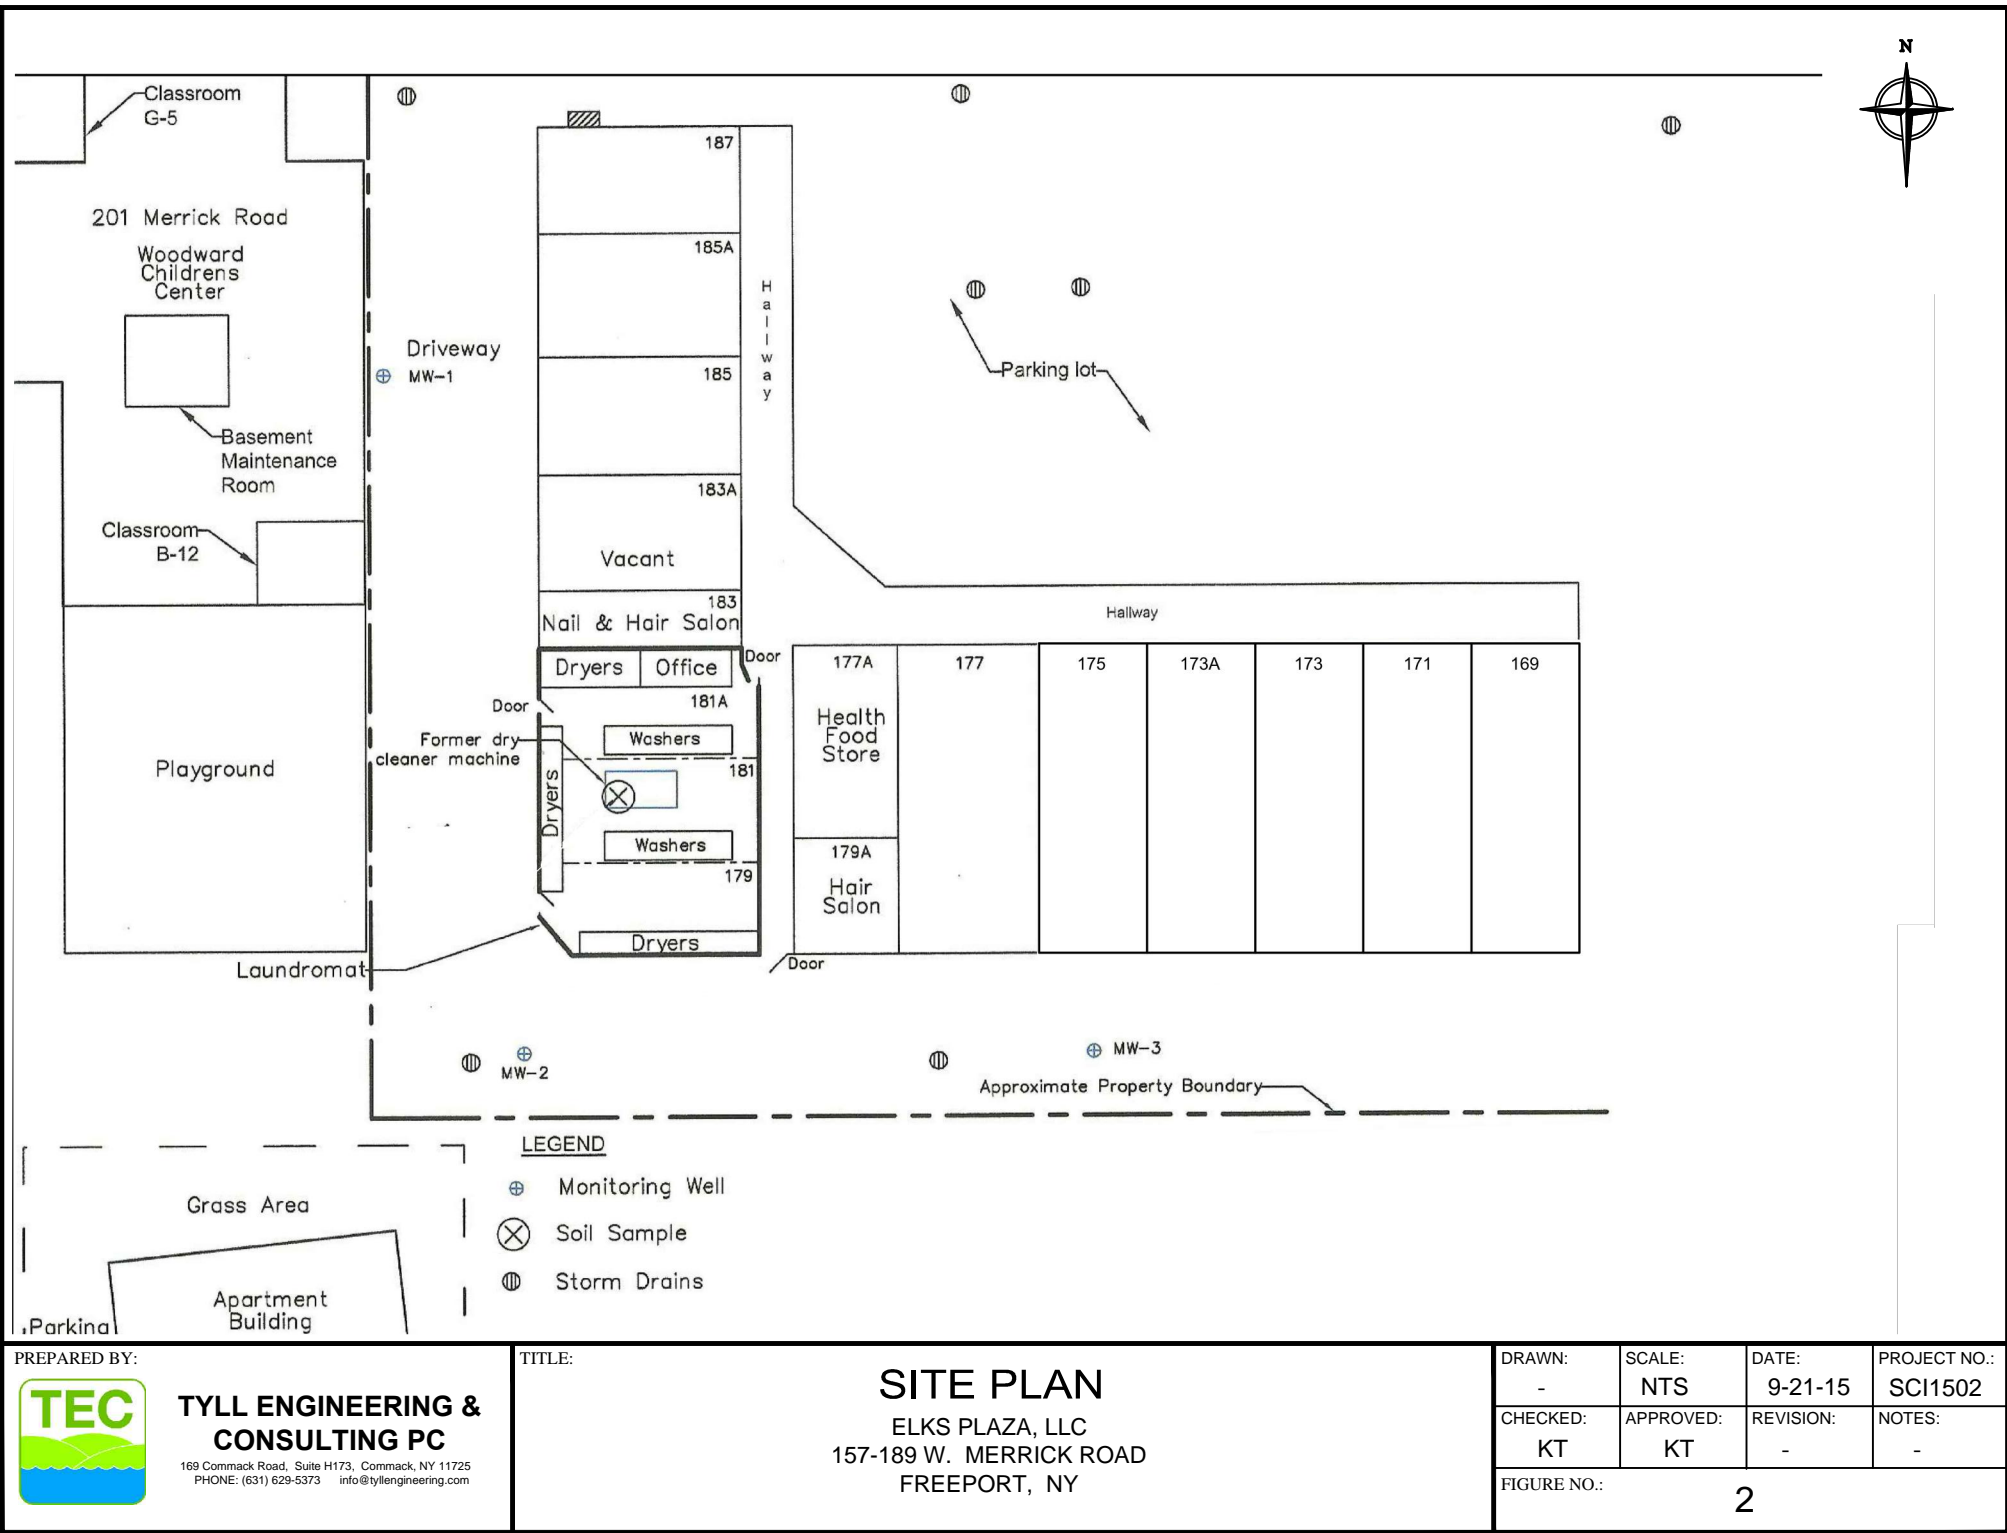 N
Classroom
G-5
201 Merrick Road
Woodward
Childrens
Center
Basement
Maintenance
Room
Classroom
B-12
Playground
Driveway
MW-1
187
185A
185
183A
Vacant
183
Nail & Hair Salon
Hallway
Parking lot
Hallway
Dryers
Office
Door
181A
Door
Washers
Former dry
cleaner machine
181
Dryers
Washers
179
Dryers
Laundromat
177A
Health
Food
Store
179A
Hair
Salon
Door
177
175
173A
173
171
169
MW-2
MW-3
Approximate Property Boundary
Grass Area
Apartment
Building
Parking
LEGEND
Monitoring Well
Soil Sample
Storm Drains
PREPARED BY:
TEC
TYLL ENGINEERING &
CONSULTING PC
169 Commack Road, Suite H173, Commack, NY 11725
PHONE: (631) 629-5373 info@tyllengineering.com
TITLE:
SITE PLAN
ELKS PLAZA, LLC
157-189 W. MERRICK ROAD
FREEPORT, NY
DRAWN:
-
SCALE:
NTS
DATE:
9-21-15
PROJECT NO.:
SCI1502
CHECKED:
KT
APPROVED:
KT
REVISION:
-
NOTES:
-
FIGURE NO.:
2